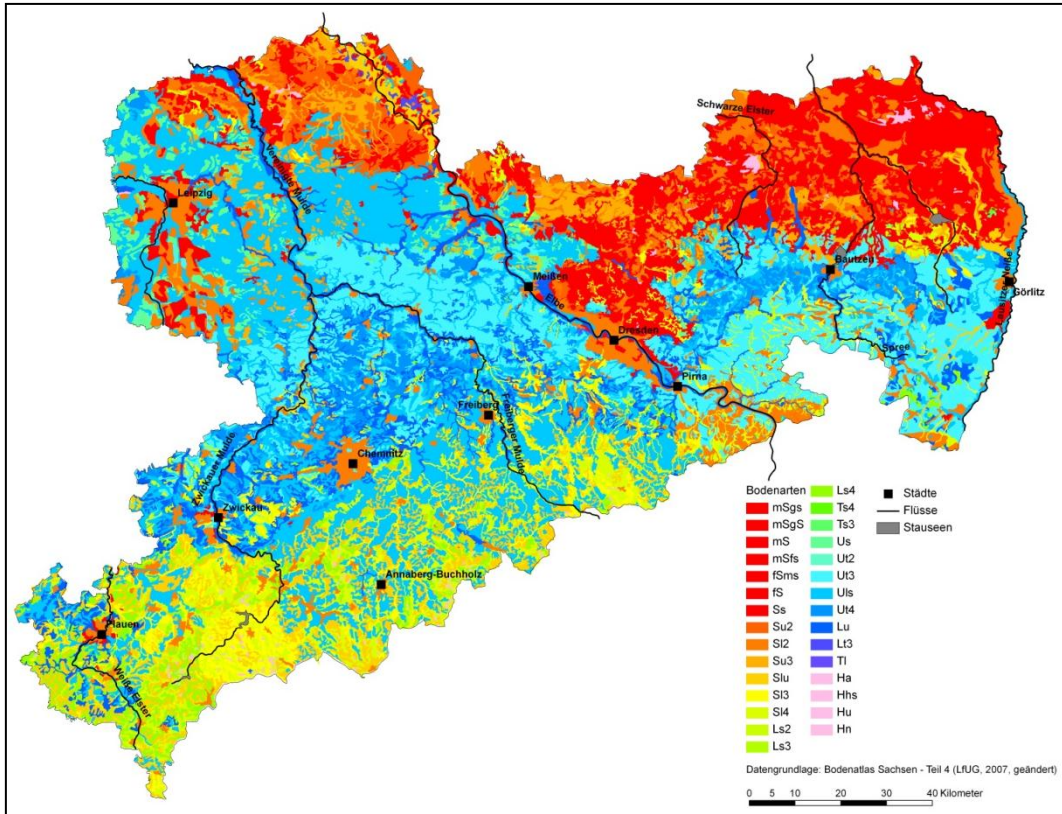 Schwarze Elster
Vereinigte Mulde
Leipzig
Bautzen
Meißen
Görlitz
Lausitzer Neiße
Elbe
Dresden
Spree
Pirna
Freiberg
Freiberger Mulde
Zwickauer Mulde
Chemnitz
Zwickau
Annaberg-Buchholz
Plauen
Weiße Elster
Bodenarten
mSgs
mSgS
mS
mSfs
fSms
fS
Ss
Su2
Sl2
Su3
Slu
Sl3
Sl4
Ls2
Ls3
Ls4
Ts4
Ts3
Us
Ut2
Ut3
Uls
Ut4
Lu
Lt3
Tl
Ha
Hhs
Hu
Hn
Städte
Flüsse
Stauseen
Datengrundlage: Bodenatlas Sachsen - Teil 4 (LfUG, 2007, geändert)
0 5 10 20 30 40 Kilometer